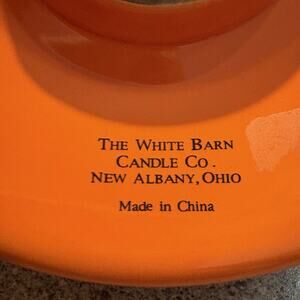 THE WHITE BARN
CANDLE CO.
NEW ALBANY, OHIO
Made in China